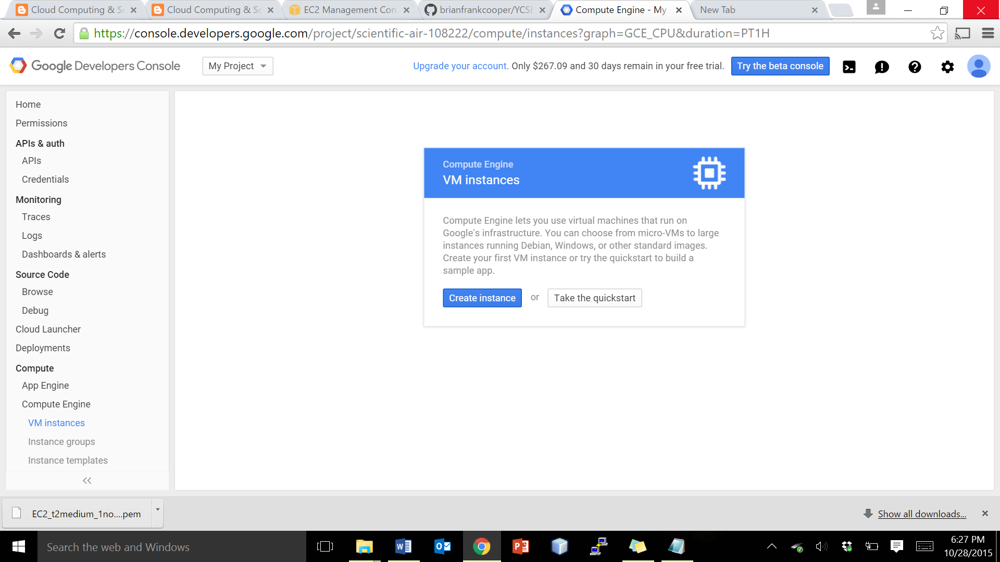 Cloud Computing & Sc
Cloud Computing & Sc
EC2 Management Con
brianfrankcooper/YCSB
Compute Engine - My
New Tab
https://console.developers.google.com/project/scientific-air-108222/compute/instances?graph=GCE_CPU&duration=PT1H
Google Developers Console
My Project
Upgrade your account. Only $267.09 and 30 days remain in your free trial.
Try the beta console
Home
Permissions
APIs & auth
APIs
Credentials
Monitoring
Traces
Logs
Dashboards & alerts
Source Code
Browse
Debug
Cloud Launcher
Deployments
Compute
App Engine
Compute Engine
VM instances
Instance groups
Instance templates
Compute Engine
VM instances
Compute Engine lets you use virtual machines that run on
Google's infrastructure. You can choose from micro-VMs to large
instances running Debian, Windows, or other standard images.
Create your first VM instance or try the quickstart to build a
sample app.
Create instance or Take the quickstart
EC2_t2medium_1no....pem
Show all downloads...
Search the web and Windows
6:27 PM
10/28/2015